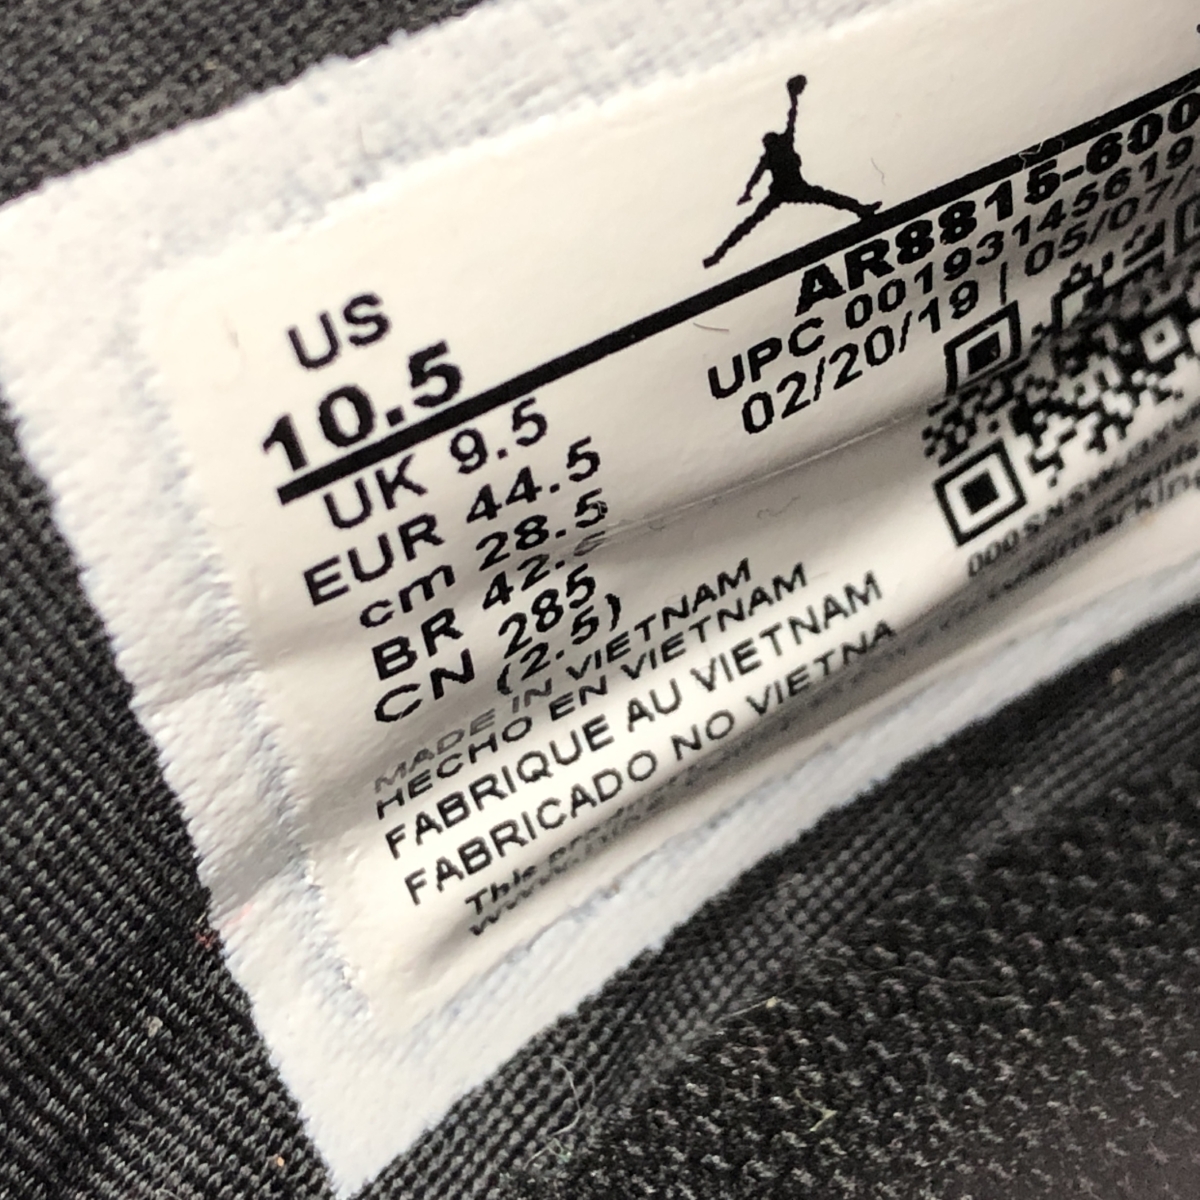 US
10.5
UK 9.5
EUR 44.5
cm 28.5
BR 42.5
CN 285
(2.5)
AR8815-600
UPC 00193145619
02/20/19 | 05/07/
MADE IN VIETNAM
HECHO EN VIETNAM
FABRIQUE AU VIETNAM
FABRICADO NO VIETNA
This